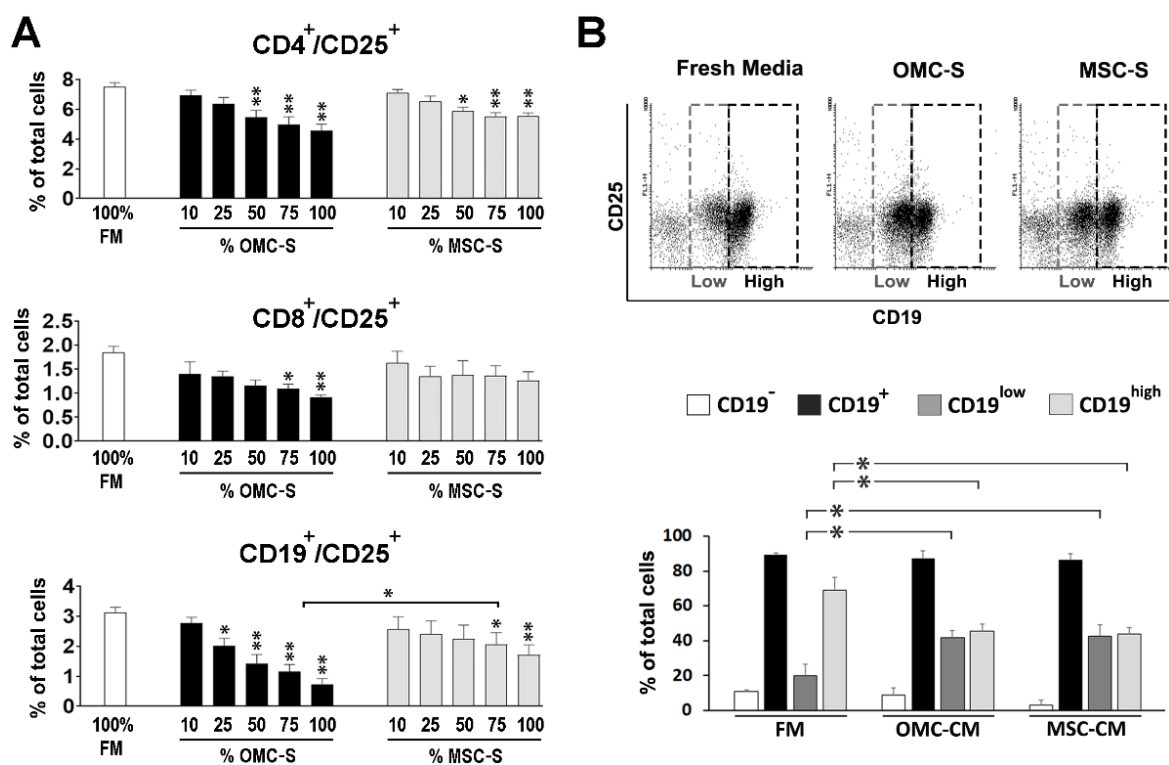 A
CD4+/CD25+
% of total cells
8
6
4
2
0
** ** ** * ** **
100% 10 25 50 75 100 10 25 50 75 100
FM % OMC-S % MSC-S
CD8+/CD25+
% of total cells
2.5
2.0
1.5
1.0
0.5
0.0
* **
100% 10 25 50 75 100 10 25 50 75 100
FM % OMC-S % MSC-S
CD19+/CD25+
% of total cells
4
3
2
1
0
*
* ** ** ** * **
100% 10 25 50 75 100 10 25 50 75 100
FM % OMC-S % MSC-S
B
Fresh Media OMC-S MSC-S
CD25
FL1-H FL1-H FL1-H
Low High Low High Low High
CD19
CD19- CD19+ CD19low CD19high
*
*
*
*
% of total cells
100
80
60
40
20
0
FM OMC-CM MSC-CM